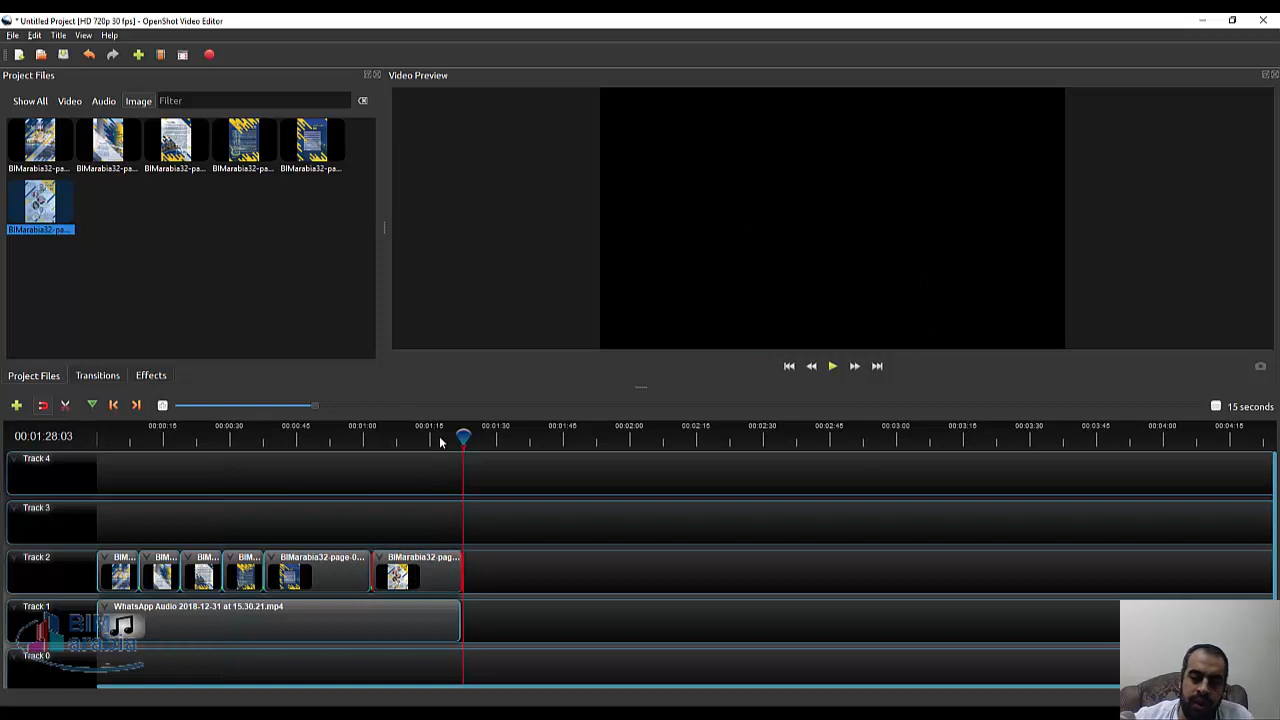 * Untitled Project [HD 720p 30 fps] - OpenShot Video Editor
File Edit Title View Help
Project Files
Video Preview
Show All Video Audio Image Filter
BIMarabia32-pa... BIMarabia32-pa... BIMarabia32-pa... BIMarabia32-pa... BIMarabia32-pa...
BIMarabia32-pa...
Project Files Transitions Effects
15 seconds
00:01:28:03
00:00:15 00:00:30 00:00:45 00:01:00 00:01:15 00:01:30 00:01:45 00:02:00 00:02:15 00:02:30 00:02:45 00:03:00 00:03:15 00:03:30 00:03:45 00:04:00 00:04:15
Track 4
Track 3
Track 2
BIM... BIM... BIM... BIM... BIMarabia32-page-0... BIMarabia32-pag...
Track 1
WhatsApp Audio 2018-12-31 at 15.30.21.mp4
BIM
arabia
Track 0